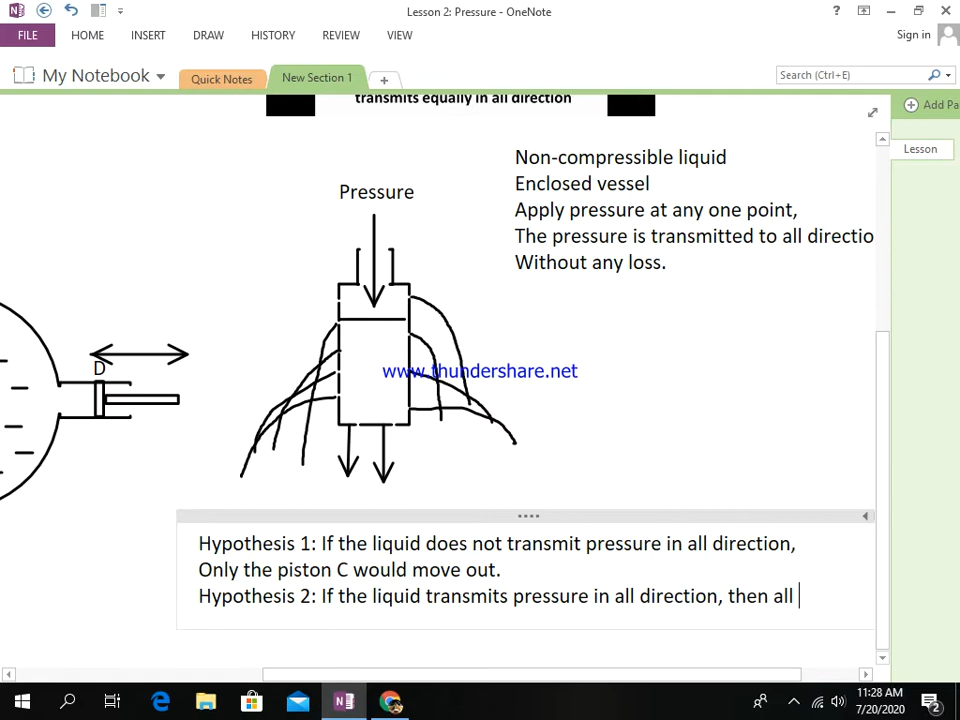 Lesson 2: Pressure - OneNote
?
FILE HOME INSERT DRAW HISTORY REVIEW VIEW
Sign in
My Notebook
Quick Notes
New Section 1
+
Search (Ctrl+E)
transmits equally in all direction
Add Pa
Lesson
Non-compressible liquid
Enclosed vessel
Apply pressure at any one point,
The pressure is transmitted to all directio
Without any loss.
Pressure
D
www.thundershare.net
Hypothesis 1: If the liquid does not transmit pressure in all direction,
Only the piston C would move out.
Hypothesis 2: If the liquid transmits pressure in all direction, then all
11:28 AM
7/20/2020
2